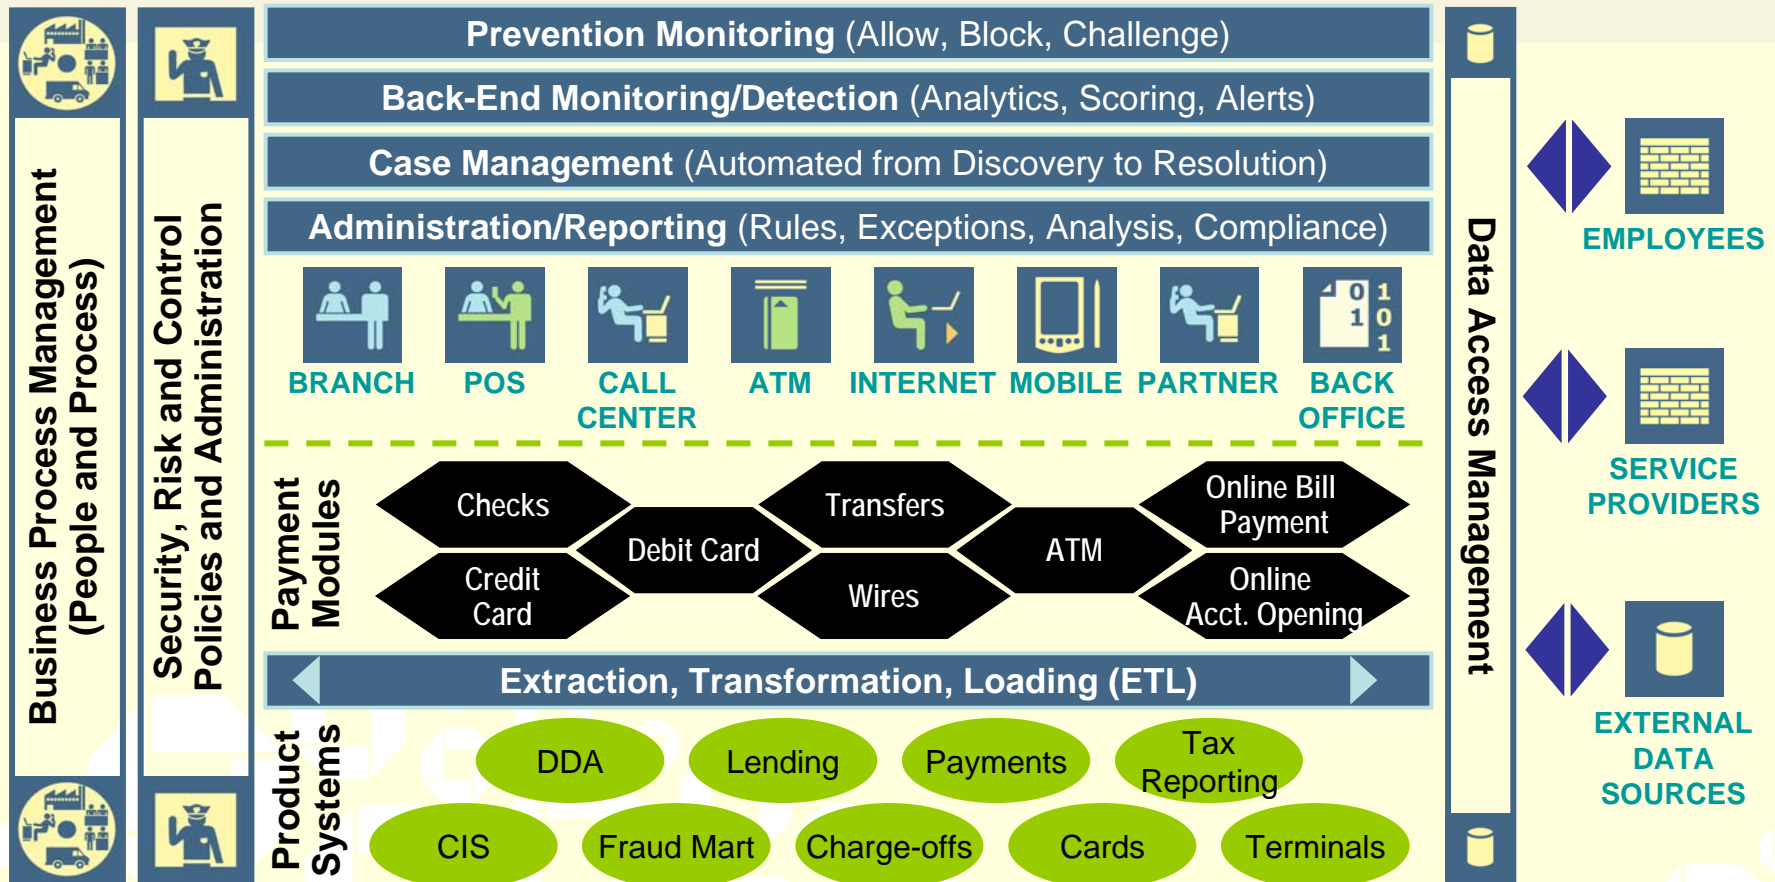 Business Process Management
(People and Process)
Security, Risk and Control
Policies and Administration
Prevention Monitoring (Allow, Block, Challenge)
Back-End Monitoring/Detection (Analytics, Scoring, Alerts)
Case Management (Automated from Discovery to Resolution)
Administration/Reporting (Rules, Exceptions, Analysis, Compliance)
BRANCH
POS
CALL
CENTER
ATM
INTERNET
MOBILE
PARTNER
0 1
1 0
1
BACK
OFFICE
Payment
Modules
Checks
Credit
Card
Debit Card
Transfers
Wires
ATM
Online Bill
Payment
Online
Acct. Opening
Extraction, Transformation, Loading (ETL)
Product
Systems
DDA
Lending
Payments
Tax
Reporting
CIS
Fraud Mart
Charge-offs
Cards
Terminals
Data Access Management
EMPLOYEES
SERVICE
PROVIDERS
EXTERNAL
DATA
SOURCES